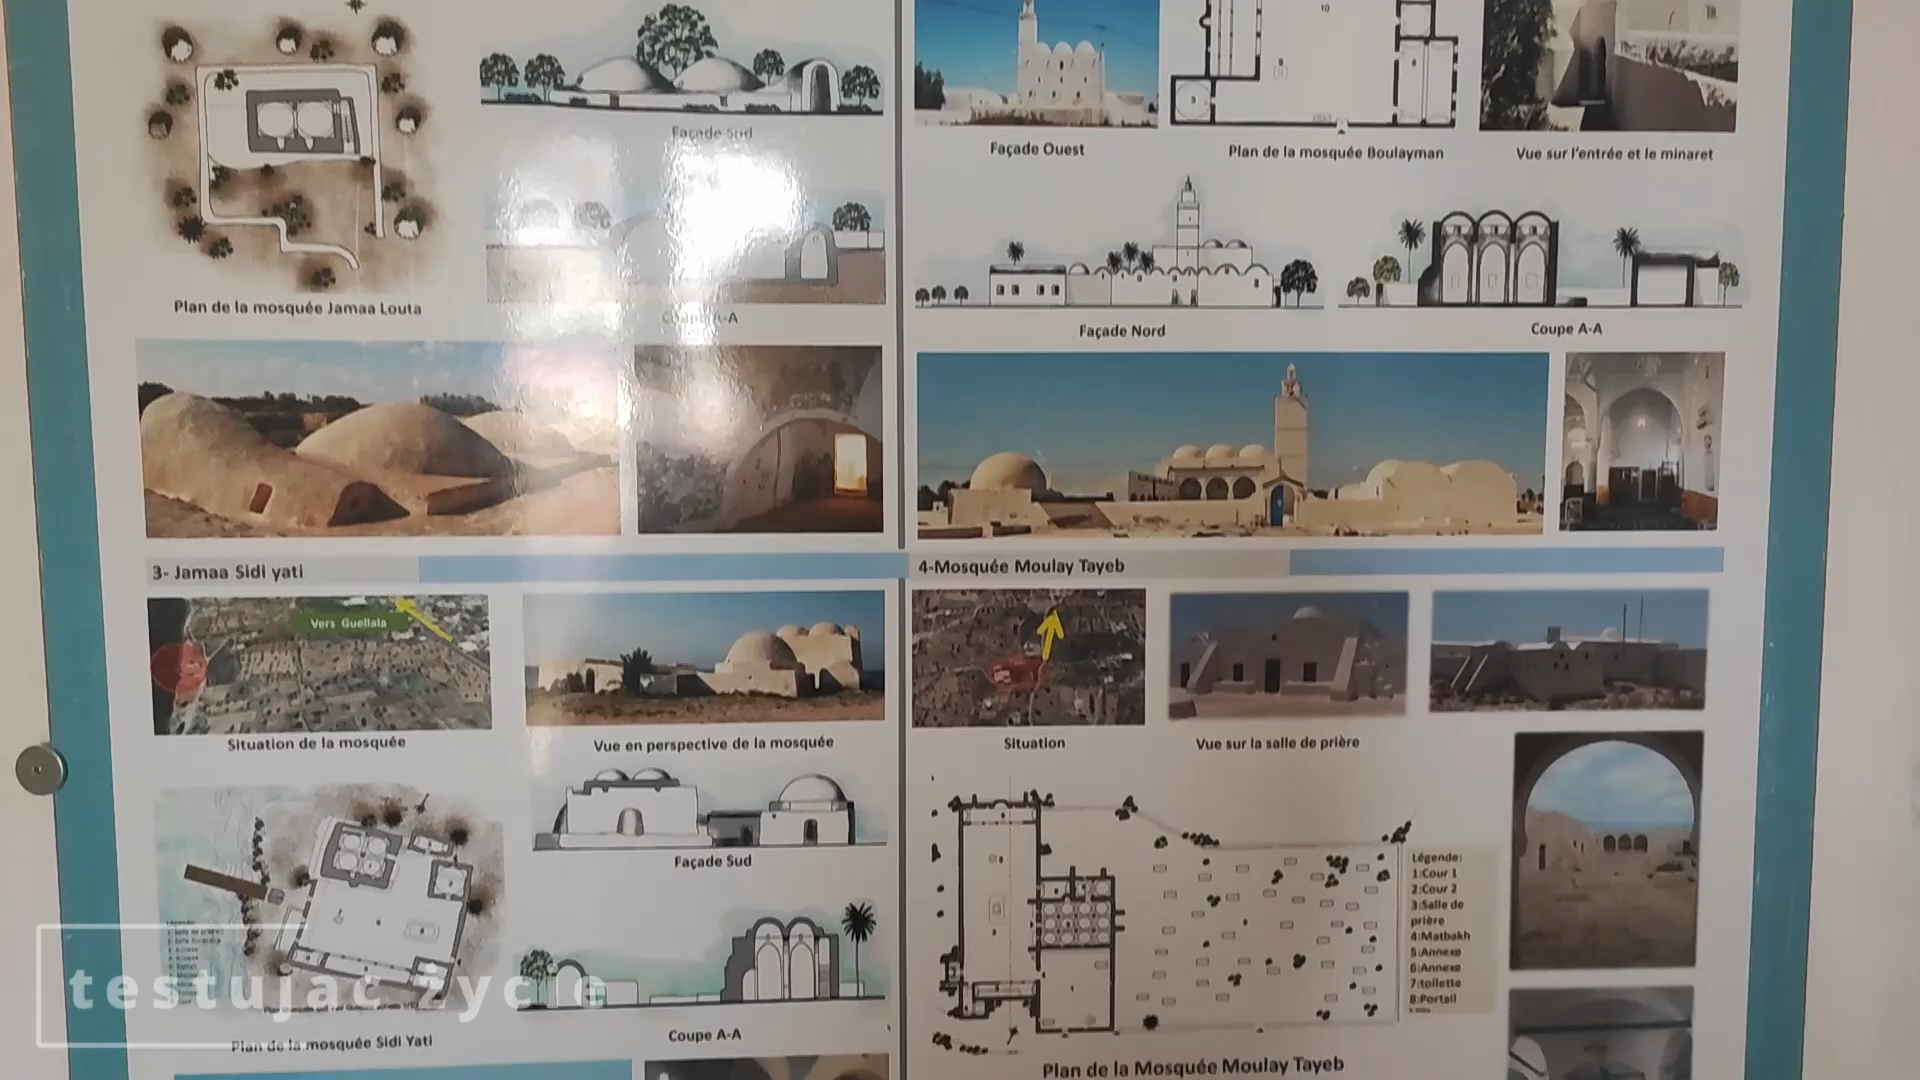 Façade Sud
Plan de la mosquée Jamaa Louta
Coupe A-A
Façade Ouest
10
Plan de la mosquée Boulayman
Vue sur l'entrée et le minaret
Façade Nord
Coupe A-A
3- Jamaa Sidi yati
Vers Guellala
Situation de la mosquée
Vue en perspective de la mosquée
Façade Sud
Plan de la mosquée Sidi Yati
Coupe A-A
4-Mosquée Moulay Tayeb
Situation
Vue sur la salle de prière
Légende:
1:Cour 1
2:Cour 2
3:Salle de
prière
4:Matbakh
5:Annexe
6:Annexe
7:toilette
8:Portail
Plan de la Mosquée Moulay Tayeb
testując życie